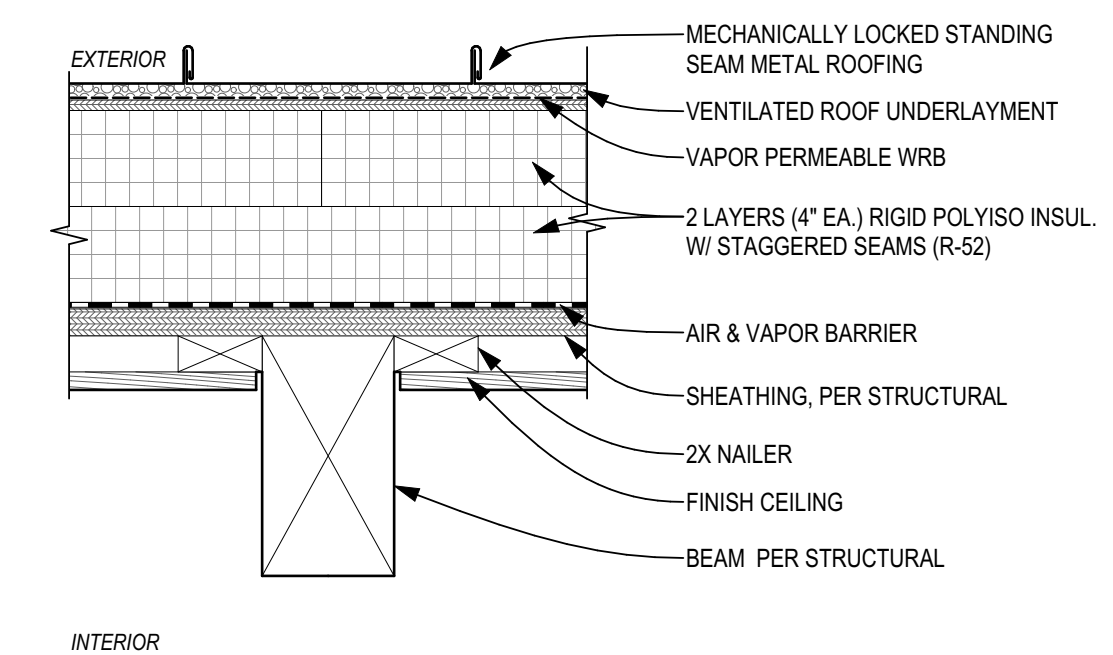 EXTERIOR
MECHANICALLY LOCKED STANDING
SEAM METAL ROOFING
VENTILATED ROOF UNDERLAYMENT
VAPOR PERMEABLE WRB
2 LAYERS (4" EA.) RIGID POLYISO INSUL.
W/ STAGGERED SEAMS (R-52)
AIR & VAPOR BARRIER
SHEATHING, PER STRUCTURAL
2X NAILER
FINISH CEILING
BEAM PER STRUCTURAL
INTERIOR